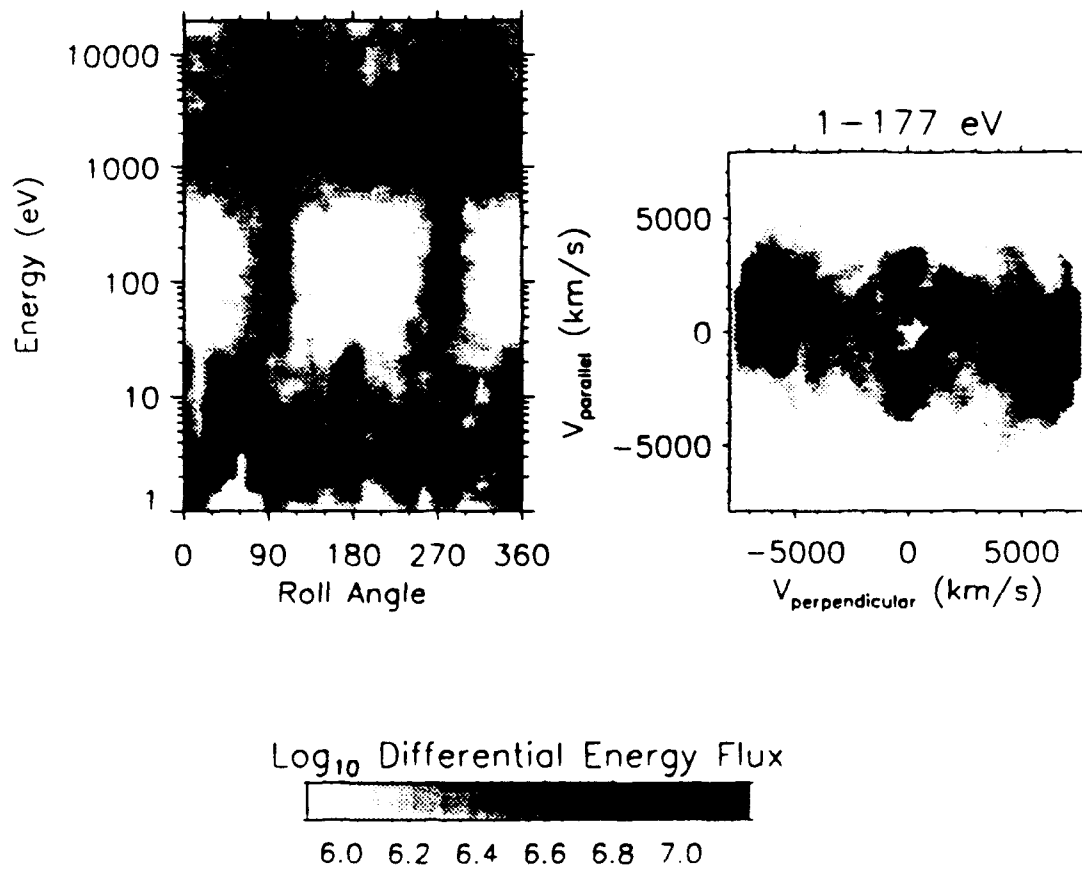 Energy (eV)
10000
1000
100
10
1
0 90 180 270 360
Roll Angle
1-177 eV
V_parallel (km/s)
5000
0
-5000
-5000 0 5000
V_perpendicular (km/s)
Log₁₀ Differential Energy Flux
6.0 6.2 6.4 6.6 6.8 7.0